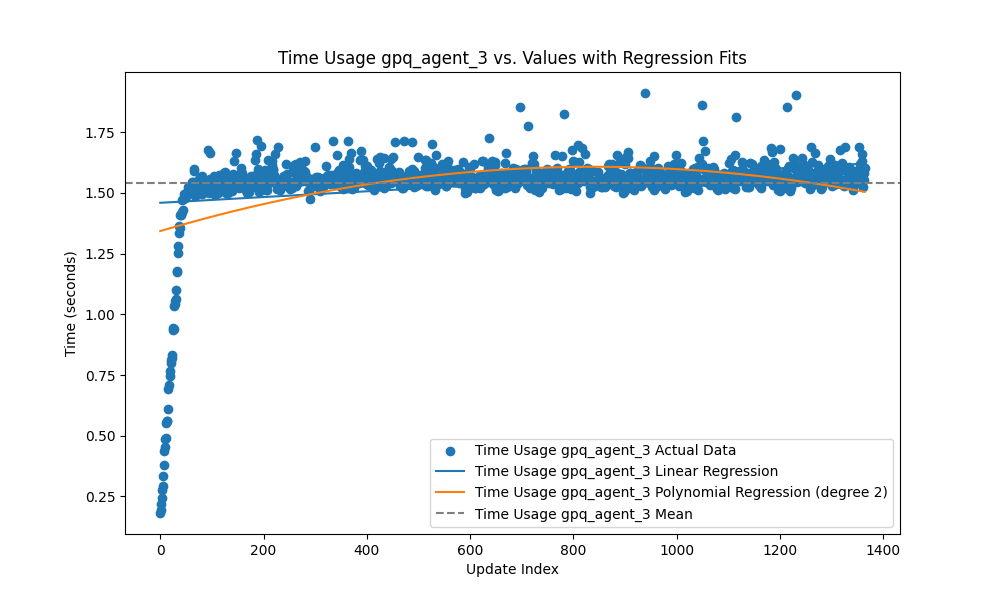 Time Usage gpq_agent_3 vs. Values with Regression Fits
Time (seconds)
1.75
1.50
1.25
1.00
0.75
0.50
0.25
Time Usage gpq_agent_3 Actual Data
Time Usage gpq_agent_3 Linear Regression
Time Usage gpq_agent_3 Polynomial Regression (degree 2)
Time Usage gpq_agent_3 Mean
0 200 400 600 800 1000 1200 1400
Update Index